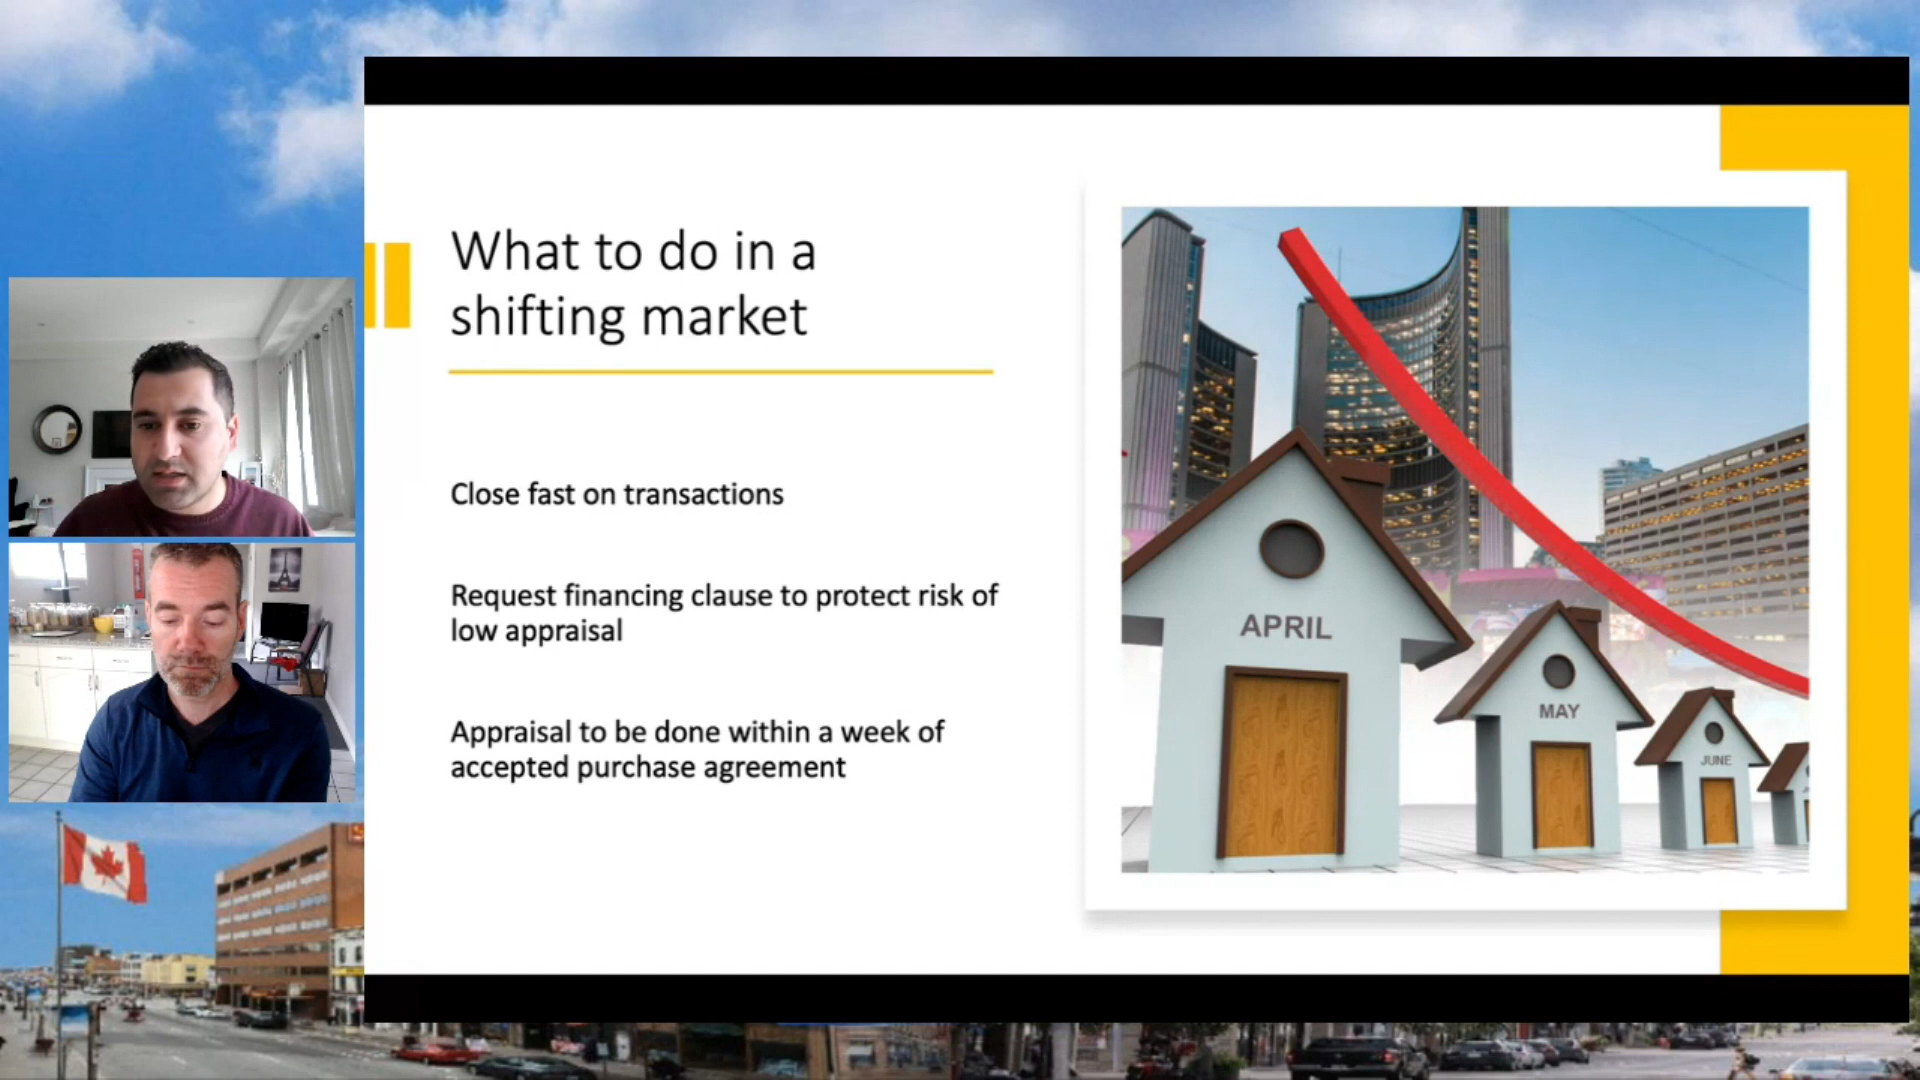 What to do in a
shifting market
Close fast on transactions
Request financing clause to protect risk of
low appraisal
Appraisal to be done within a week of
accepted purchase agreement
APRIL
MAY
JUNE